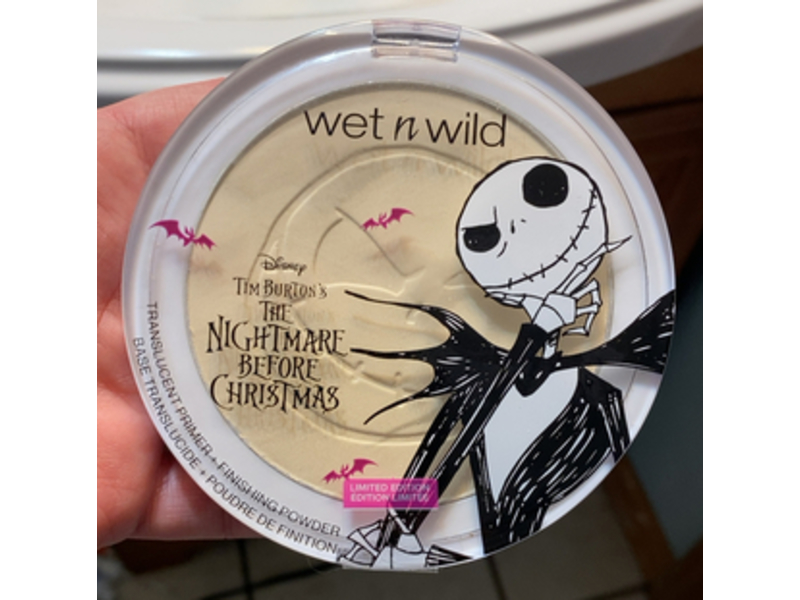 wet n wild
Disney
TIM BURTON'S
THE
NIGHTMARE
BEFORE
CHRISTMAS
TRANSLUCENT PRIMER + FINISHING POWDER
BASE TRANSLUCIDE + POUDRE DE FINITION
LIMITED EDITION
EDITION LIMITÉE